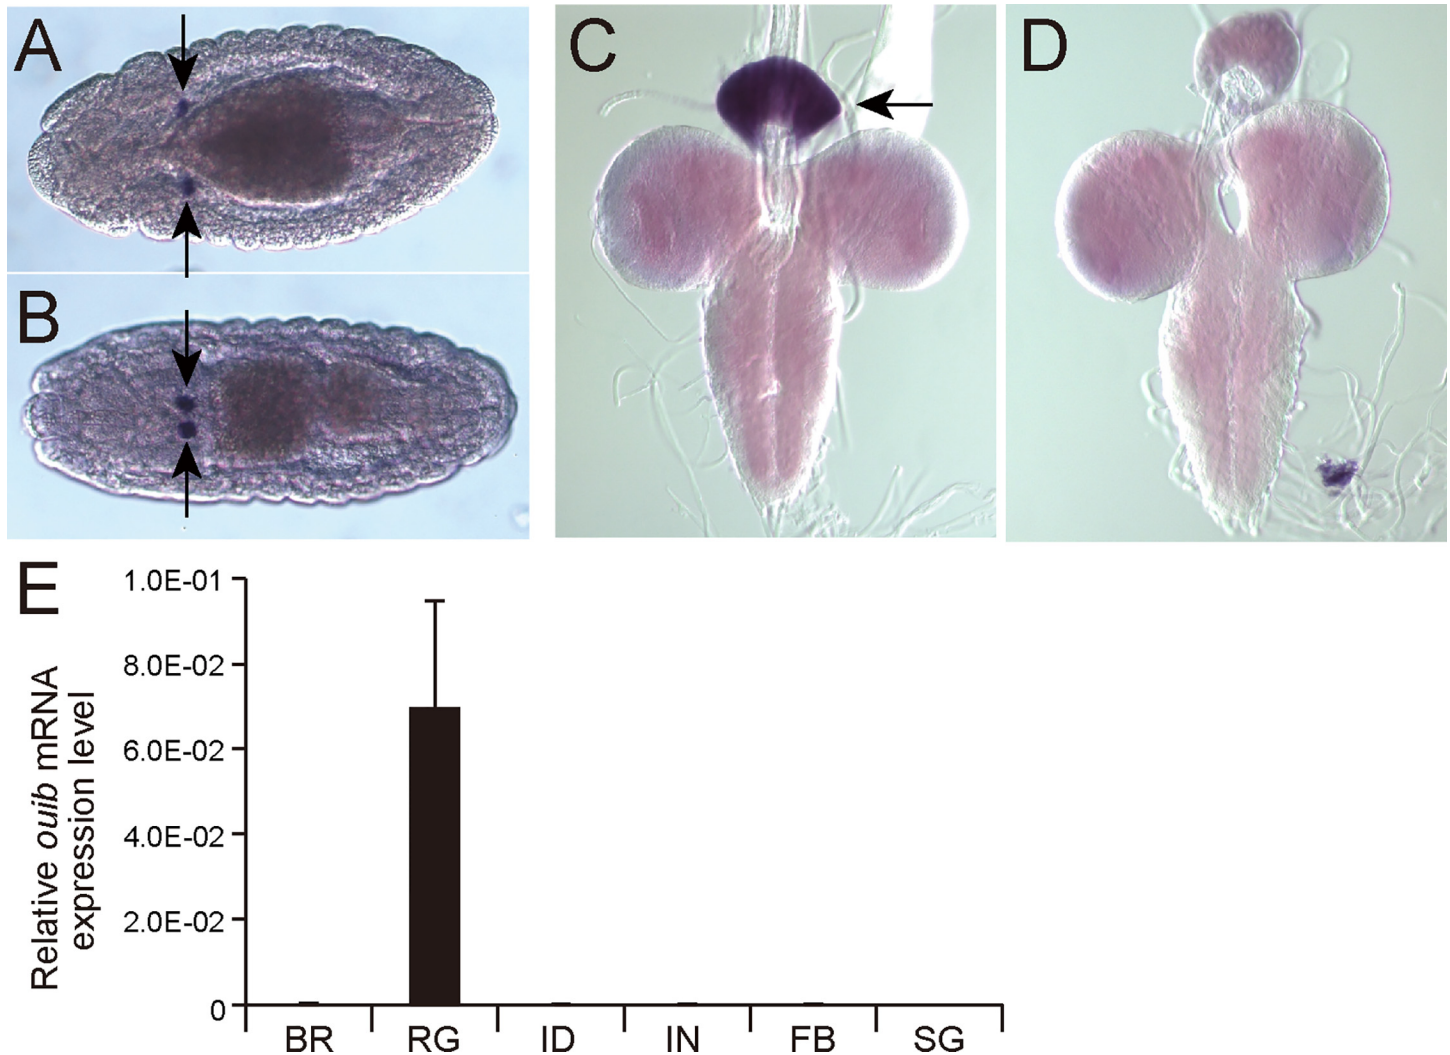 A
B
C
D
E
1.0E-01
8.0E-02
6.0E-02
4.0E-02
2.0E-02
0
Relative ouib mRNA
expression level
BR RG ID IN FB SG